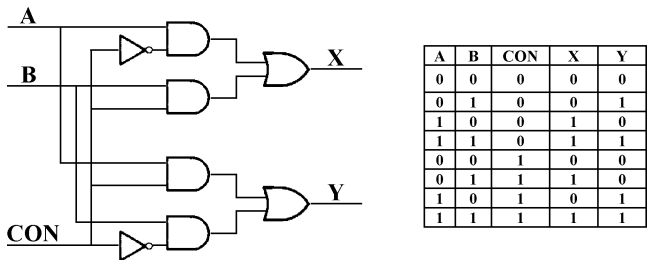 A
B
CON
X
Y
A B CON X Y
0 0 0 0 0
0 1 0 0 1
1 0 0 1 0
1 1 0 1 1
0 0 1 0 0
0 1 1 1 0
1 0 1 0 1
1 1 1 1 1